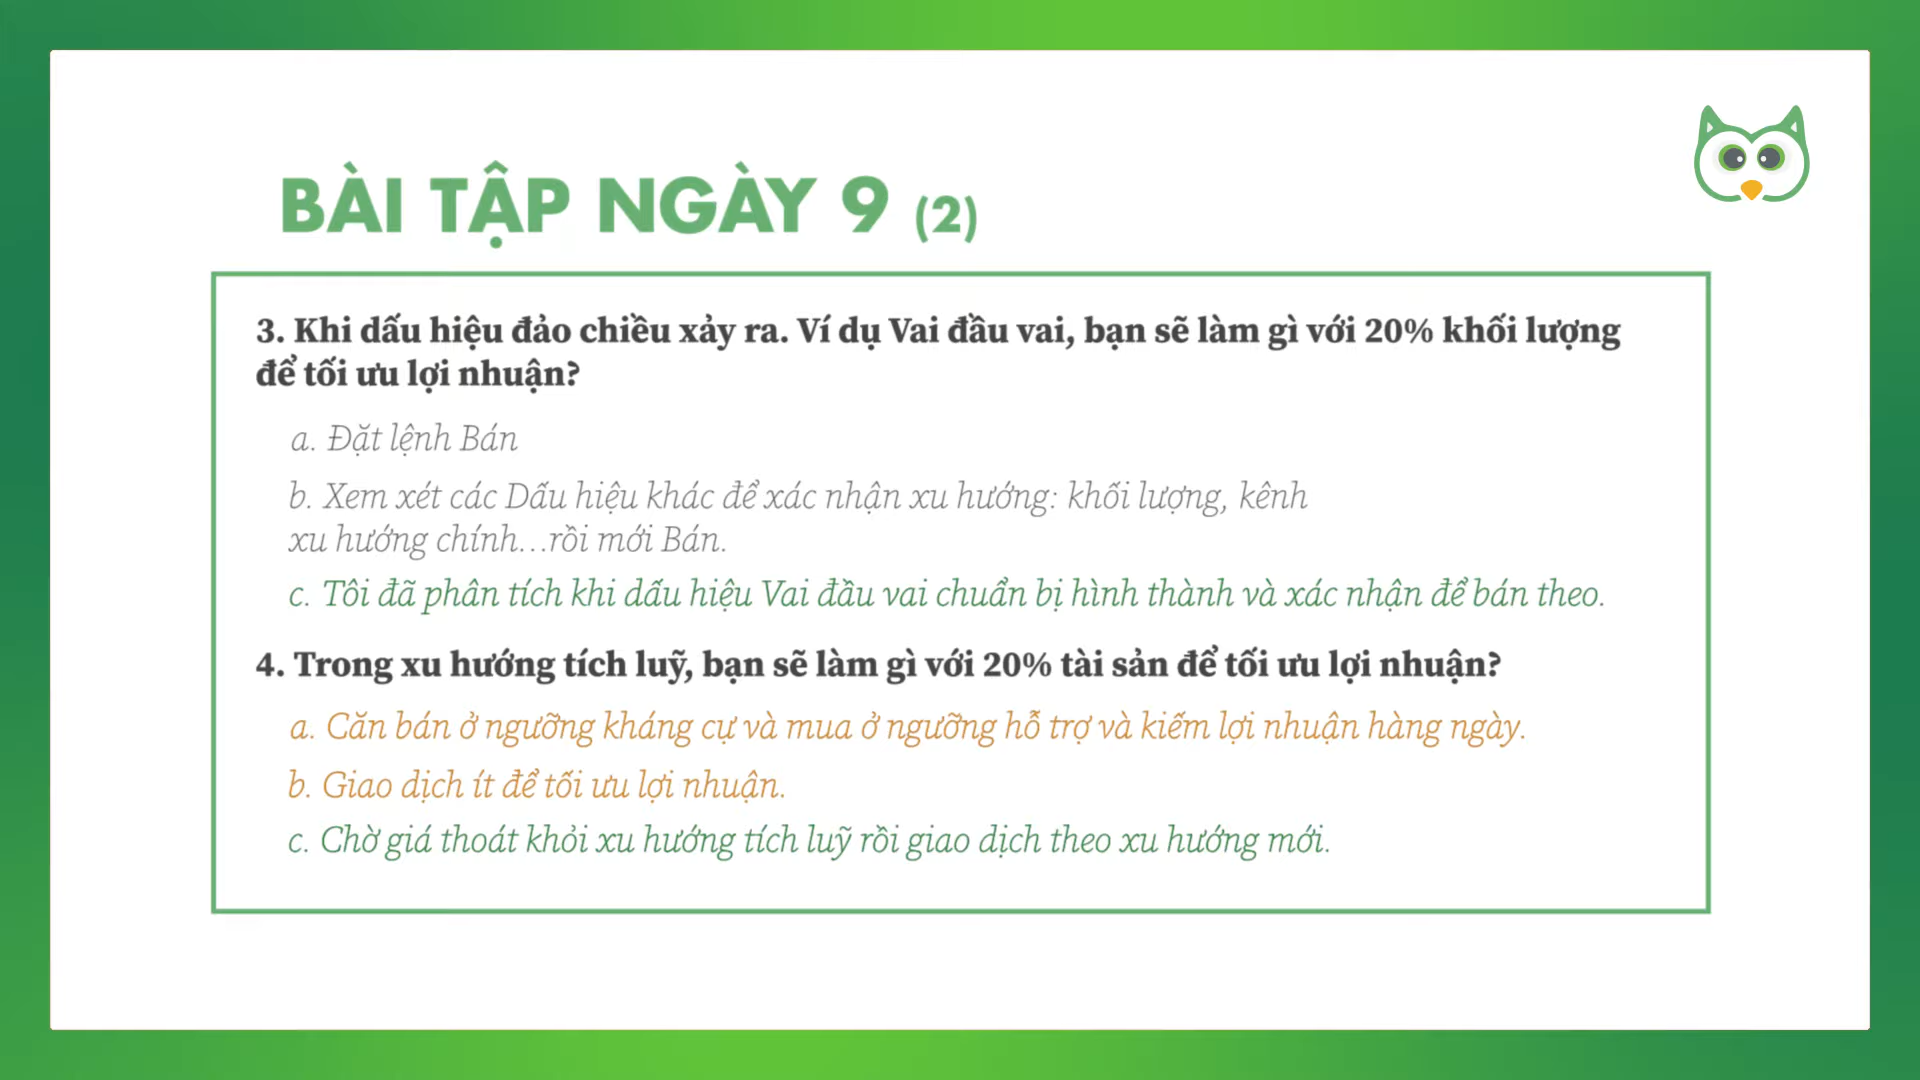 BÀI TẬP NGÀY 9 (2)
3. Khi dấu hiệu đảo chiều xảy ra. Ví dụ Vai đầu vai, bạn sẽ làm gì với 20% khối lượng
để tối ưu lợi nhuận?
a. Đặt lệnh Bán
b. Xem xét các Dấu hiệu khác để xác nhận xu hướng: khối lượng, kênh
xu hướng chính...rồi mới Bán.
c. Tôi đã phân tích khi dấu hiệu Vai đầu vai chuẩn bị hình thành và xác nhận để bán theo.
4. Trong xu hướng tích luỹ, bạn sẽ làm gì với 20% tài sản để tối ưu lợi nhuận?
a. Căn bán ở ngưỡng kháng cự và mua ở ngưỡng hỗ trợ và kiếm lợi nhuận hàng ngày.
b. Giao dịch ít để tối ưu lợi nhuận.
c. Chờ giá thoát khỏi xu hướng tích luỹ rồi giao dịch theo xu hướng mới.